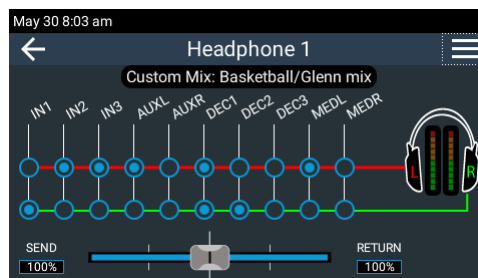 May 30 8:03 am
Headphone 1
Custom Mix: Basketball/Glenn mix
IN1 IN2 IN3 AUXL AUXR DEC1 DEC2 DEC3 MEDL MEDR
L R
SEND RETURN
100% 100%